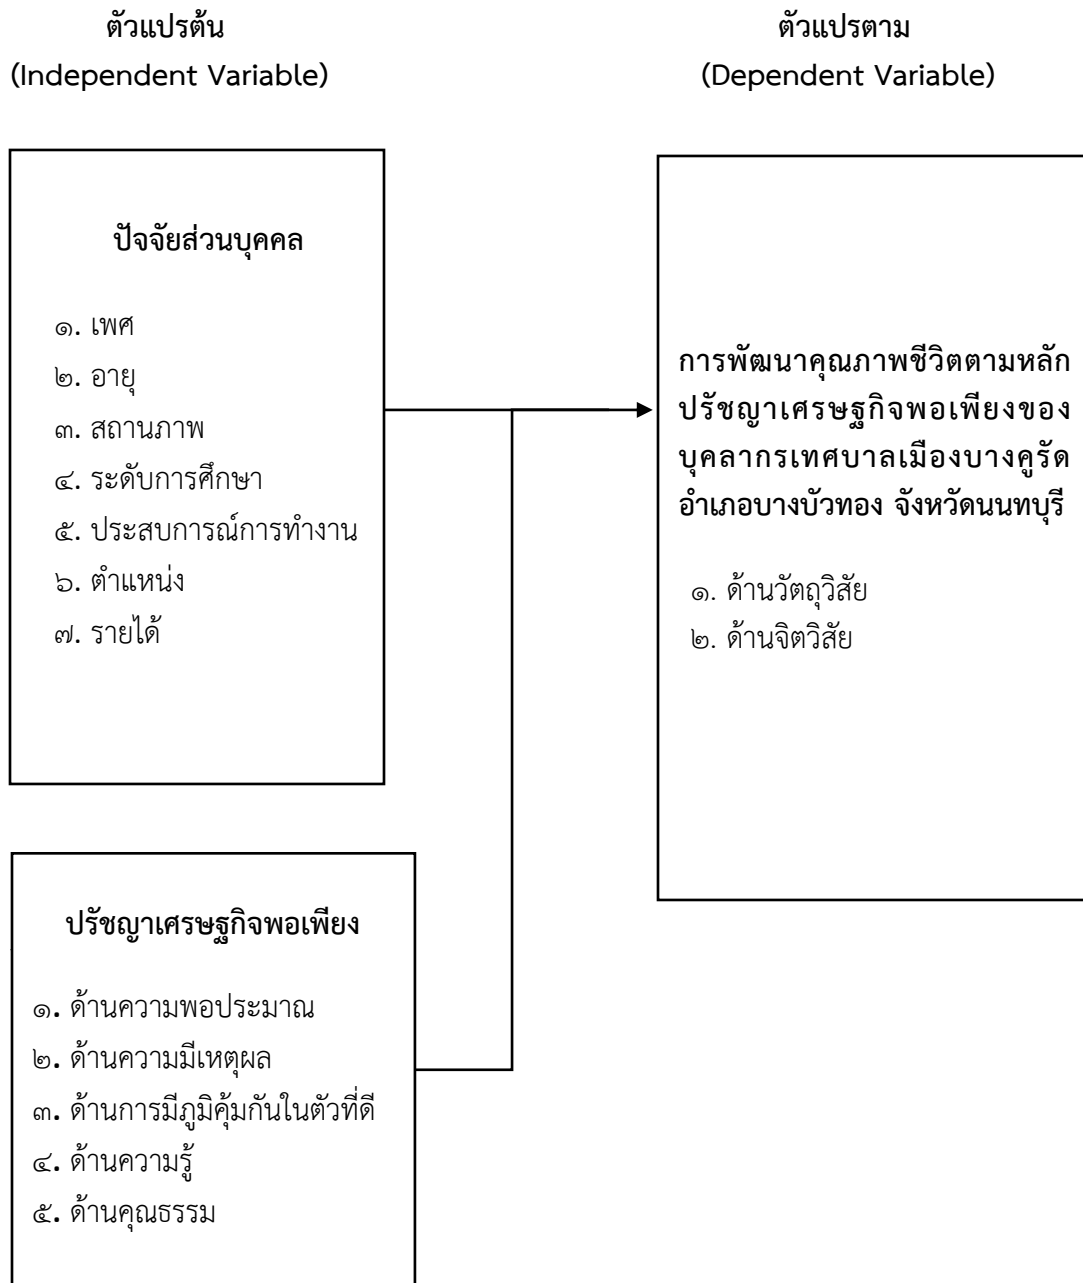 ตัวแปรต้น
(Independent Variable)
ตัวแปรตาม
(Dependent Variable)
ปัจจัยส่วนบุคคล
๑. เพศ
๒. อายุ
๓. สถานภาพ
๔. ระดับการศึกษา
๕. ประสบการณ์การทำงาน
๖. ตำแหน่ง
๗. รายได้
การพัฒนาคุณภาพชีวิตตามหลัก
ปรัชญาเศรษฐกิจพอเพียงของ
บุคลากรเทศบาลเมืองบางคูรัด
อำเภอบางบัวทอง จังหวัดนนทบุรี
๑. ด้านวัตถุวิสัย
๒. ด้านจิตวิสัย
ปรัชญาเศรษฐกิจพอเพียง
๑. ด้านความพอประมาณ
๒. ด้านความมีเหตุผล
๓. ด้านการมีภูมิคุ้มกันในตัวที่ดี
๔. ด้านความรู้
๕. ด้านคุณธรรม